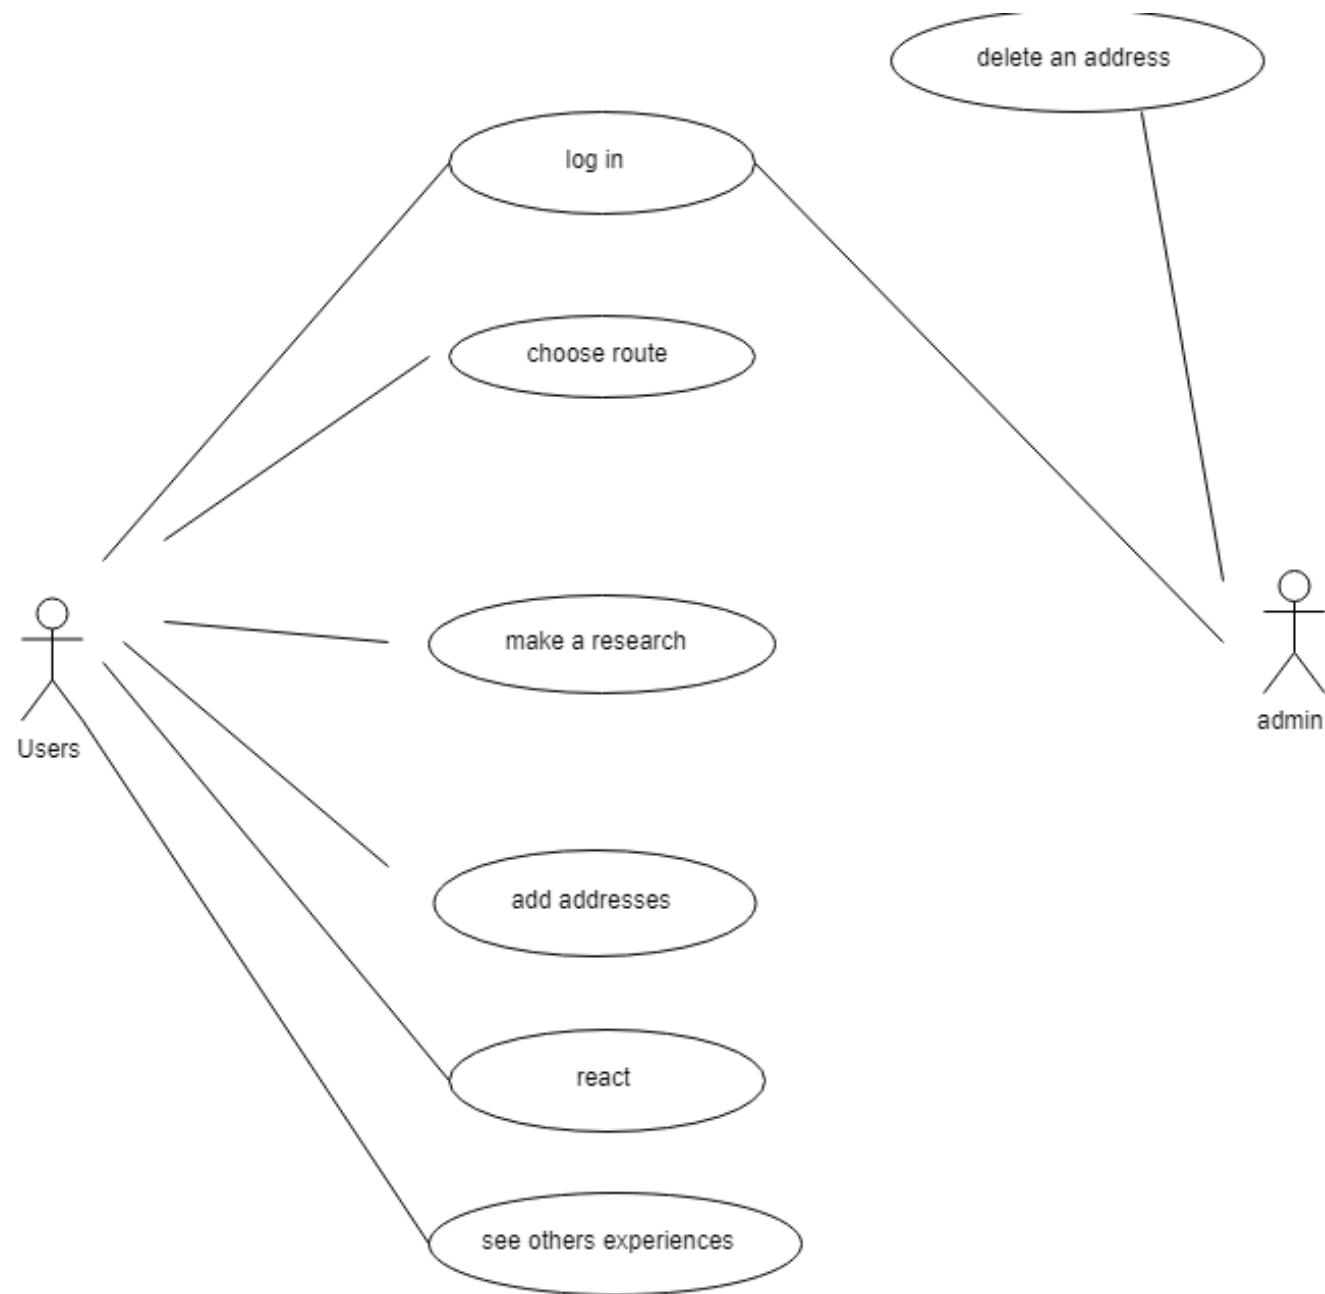 delete an address
log in
choose route
make a research
Users
admin
add addresses
react
see others experiences